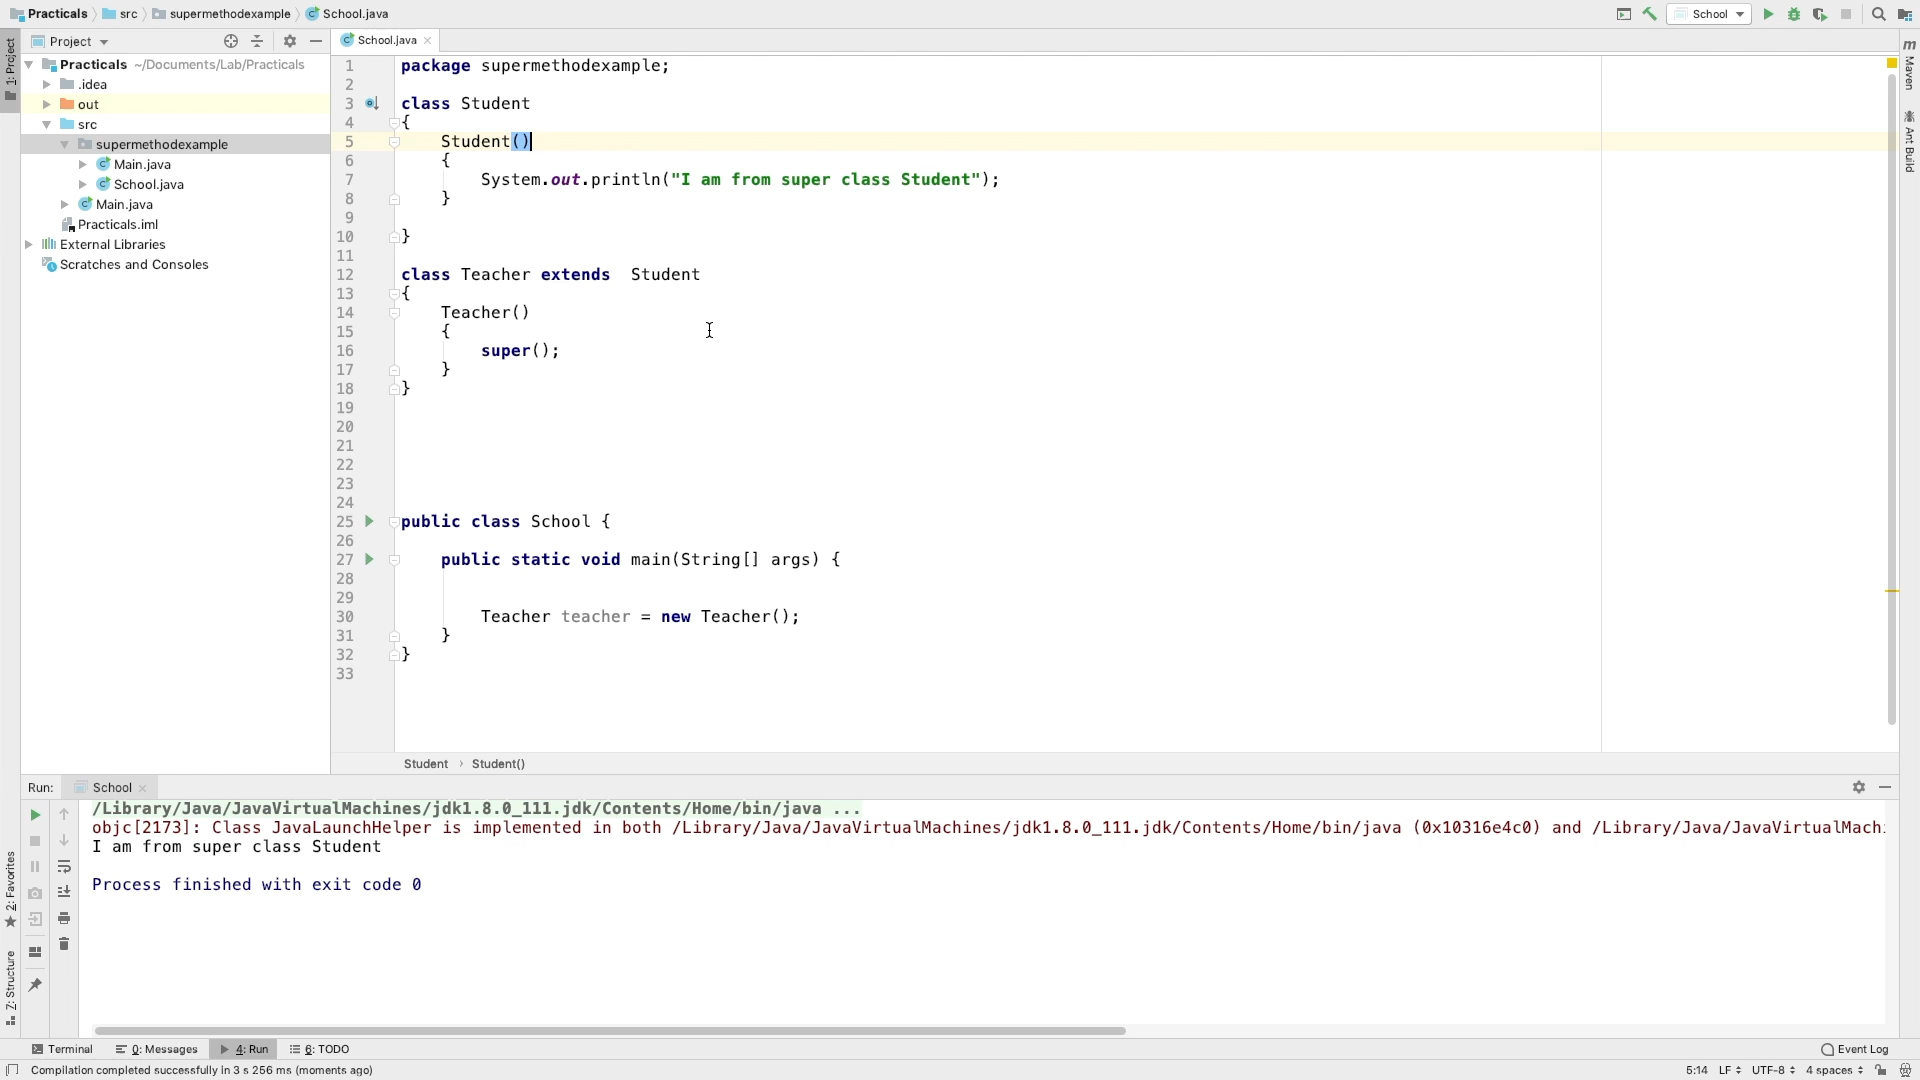 Practicals src supermethodexample School.java School
1: Project Project School.java
Practicals ~/Documents/Lab/Practicals
.idea
out
src
supermethodexample
Main.java
School.java
Main.java
Practicals.iml
External Libraries
Scratches and Consoles
1 package supermethodexample;
2
3 class Student
4 {
5 Student()
6 {
7 System.out.println("I am from super class Student");
8 }
9
10 }
11
12 class Teacher extends  Student
13 {
14 Teacher()
15 {
16 super();
17 }
18 }
19
20
21
22
23
24
25 public class School {
26
27 public static void main(String[] args) {
28
29
30 Teacher teacher = new Teacher();
31 }
32 }
33
Student › Student()
m Maven
Ant Build
Run: School
/Library/Java/JavaVirtualMachines/jdk1.8.0_111.jdk/Contents/Home/bin/java ...
objc[2173]: Class JavaLaunchHelper is implemented in both /Library/Java/JavaVirtualMachines/jdk1.8.0_111.jdk/Contents/Home/bin/java (0x10316e4c0) and /Library/Java/JavaVirtualMachi
I am from super class Student
Process finished with exit code 0
2: Favorites
Z: Structure
Terminal 0: Messages 4: Run 6: TODO Event Log
Compilation completed successfully in 3 s 256 ms (moments ago) 5:14 LF UTF-8 4 spaces